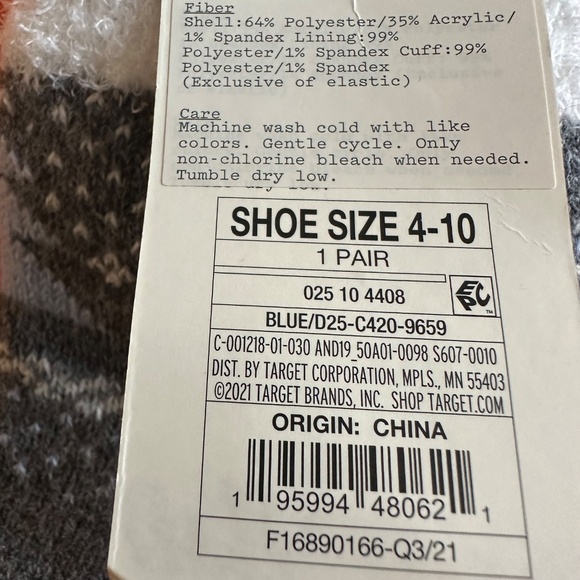 Fiber
Shell:64% Polyester/35% Acrylic/
1% Spandex Lining:99%
Polyester/1% Spandex Cuff:99%
Polyester/1% Spandex
(Exclusive of elastic)
Care
Machine wash cold with like
colors. Gentle cycle. Only
non-chlorine bleach when needed.
Tumble dry low.
SHOE SIZE 4-10
1 PAIR
025 10 4408
EPC™
BLUE/D25-C420-9659
C-001218-01-030 AND19_50A01-0098 S607-0010
DIST. BY TARGET CORPORATION, MPLS., MN 55403
©2021 TARGET BRANDS, INC. SHOP TARGET.COM
ORIGIN: CHINA
1 95994 48062 1
F16890166-Q3/21